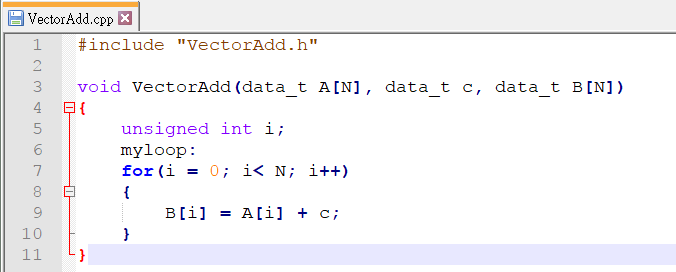 VectorAdd.cpp
1 #include "VectorAdd.h"
2
3 void VectorAdd(data_t A[N], data_t c, data_t B[N])
4 {
5 unsigned int i;
6 myloop:
7 for(i = 0; i< N; i++)
8 {
9 B[i] = A[i] + c;
10 }
11 }